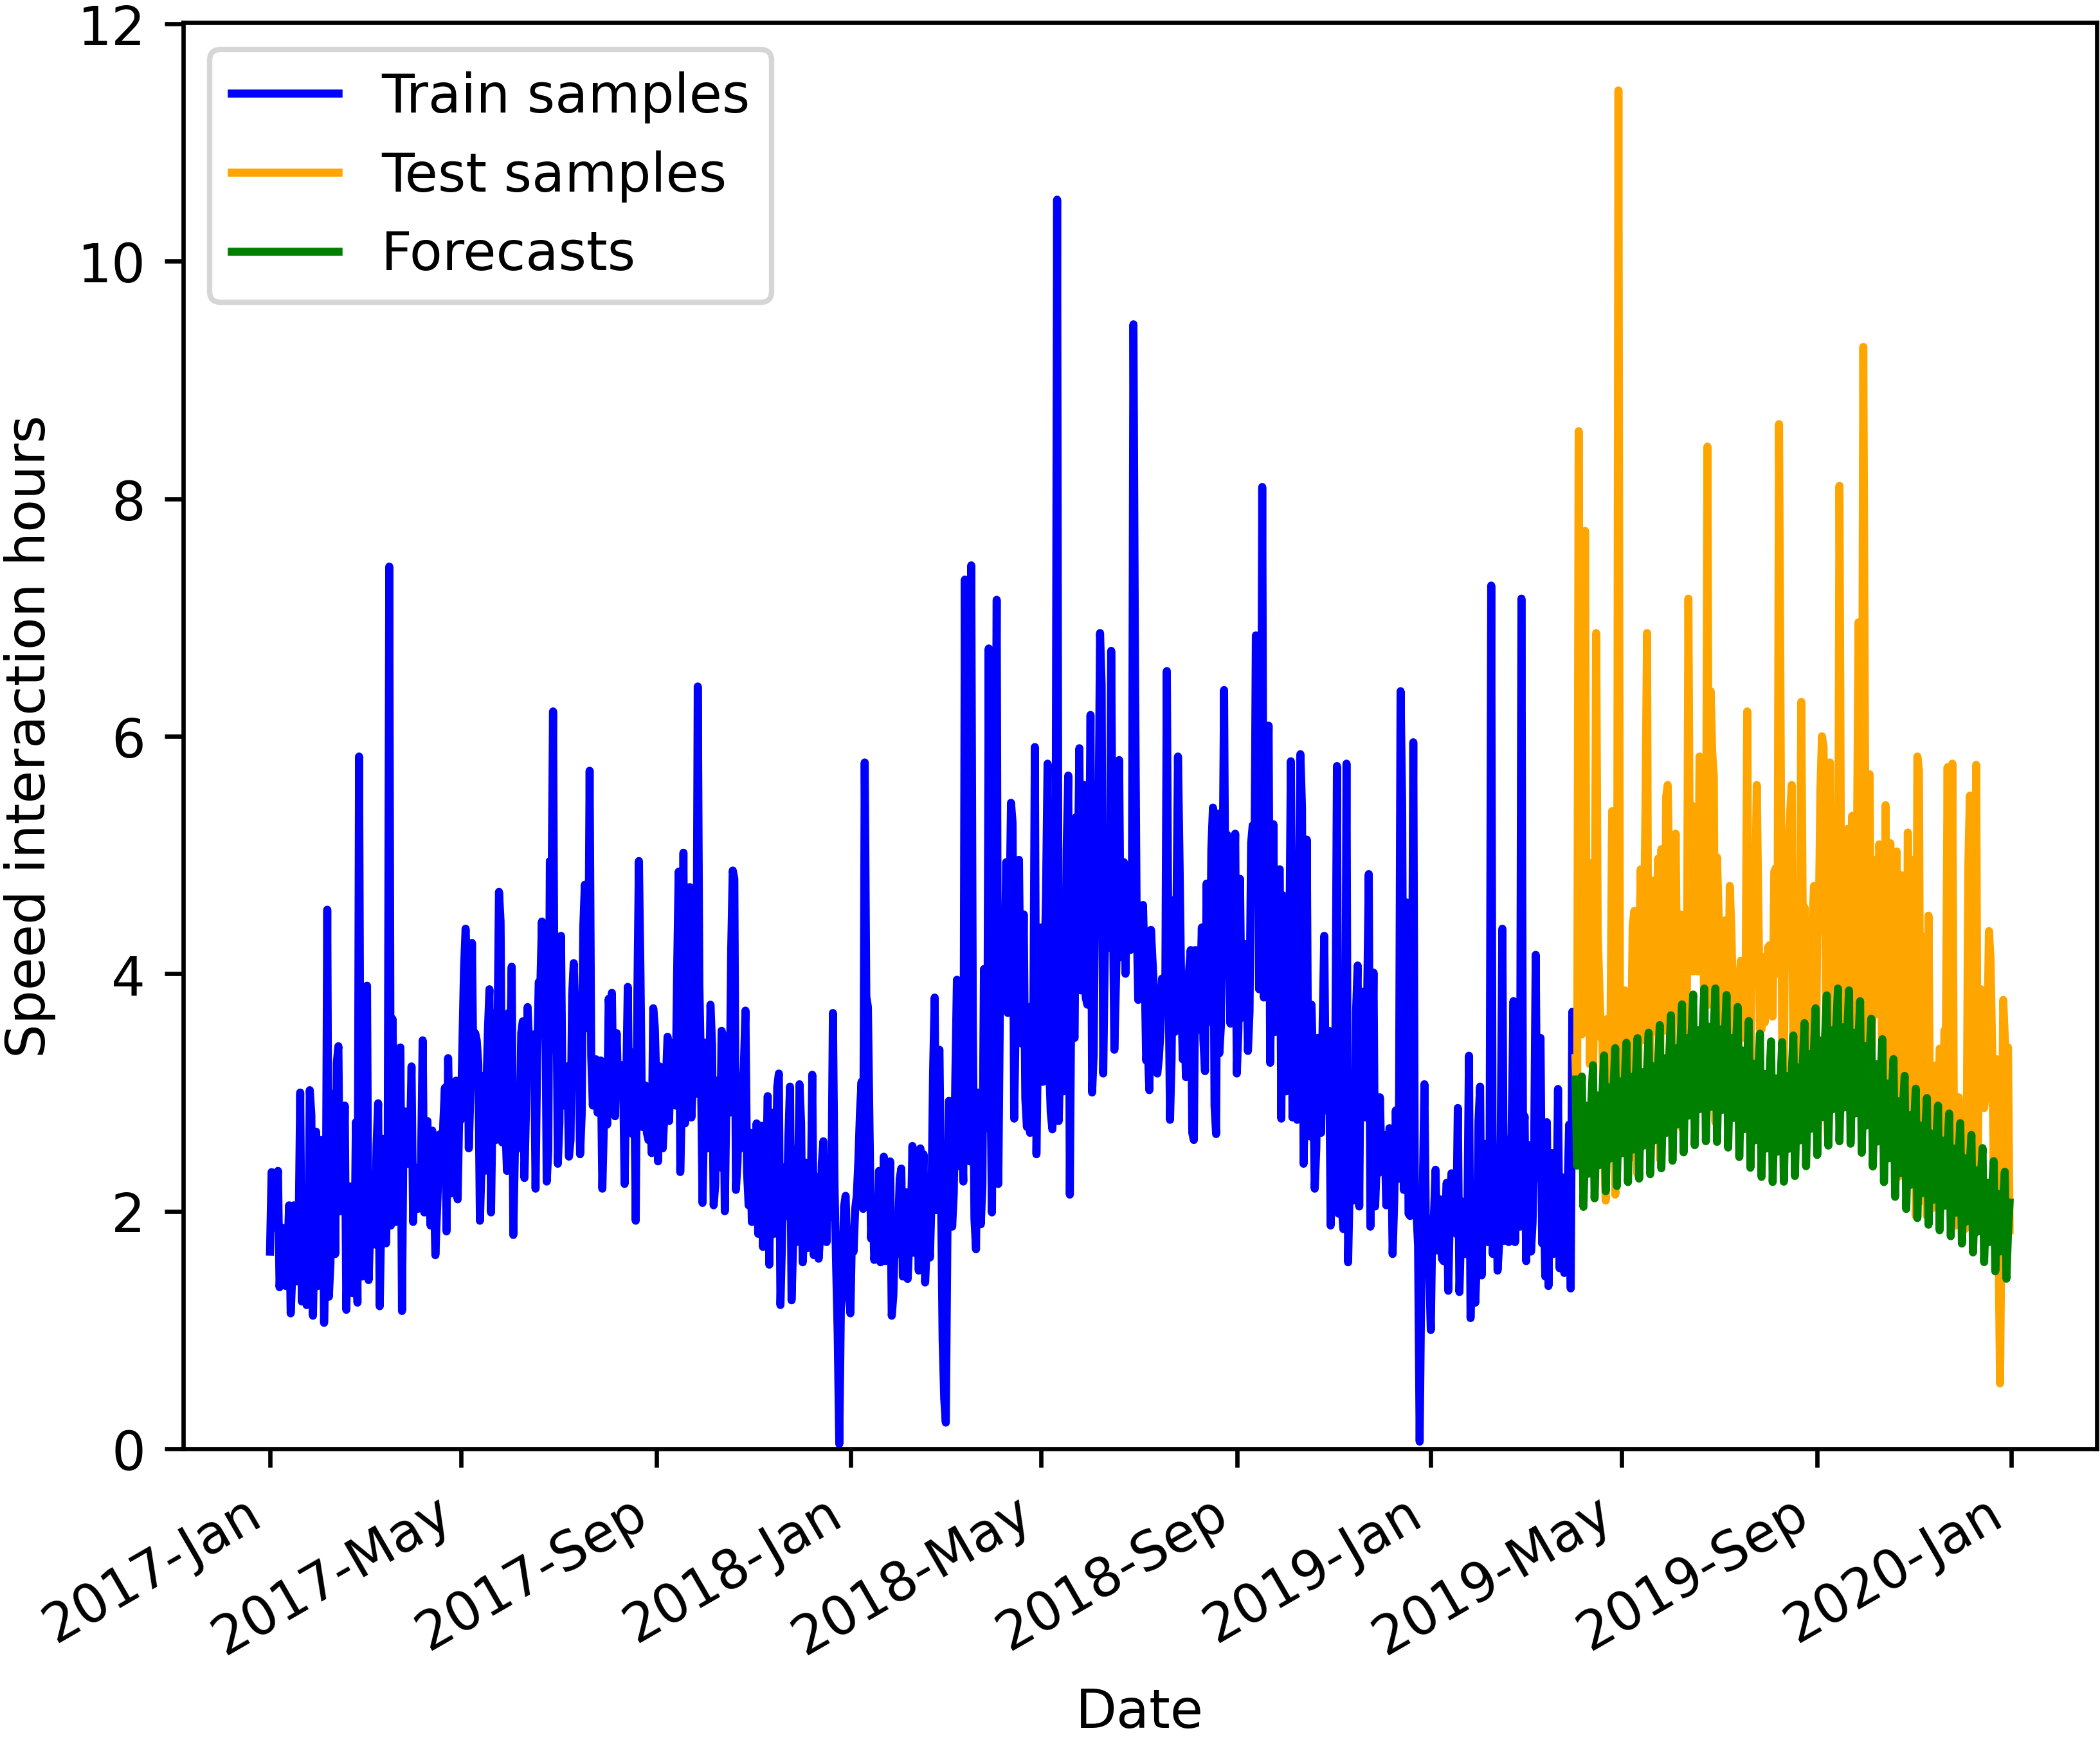 12
10
8
6
4
2
0
Speed interaction hours
Train samples
Test samples
Forecasts
2017-Jan
2017-May
2017-Sep
2018-Jan
2018-May
2018-Sep
2019-Jan
2019-May
2019-Sep
2020-Jan
Date